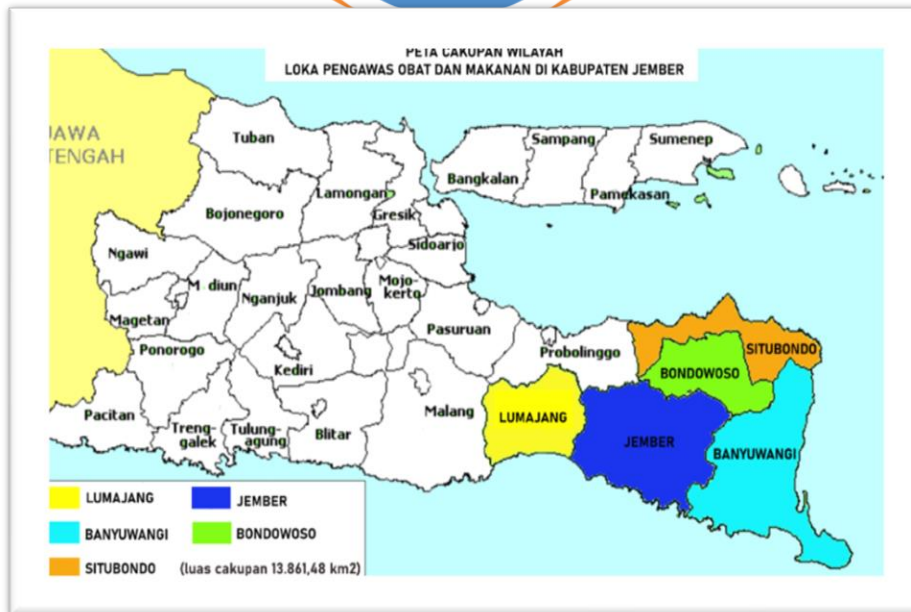 PETA CAKUPAN WILAYAH
LOKA PENGAWAS OBAT DAN MAKANAN DI KABUPATEN JEMBER
JAWA
TENGAH
Tuban
Sampang
Sumenep
Bangkalan
Pamekasan
Lamongan
Bojonegoro
Gresik
Sidoarjo
Ngawi
M diun
Nganjuk
Jombang
Mojo-
kerto
Magetan
Pasuruan
Ponorogo
Kediri
Probolinggo
SITUBONDO
BONDOWOSO
Pacitan
Treng-
galek
Tulung-
agung
Blitar
Malang
LUMAJANG
JEMBER
BANYUWANGI
LUMAJANG
JEMBER
BANYUWANGI
BONDOWOSO
SITUBONDO
(luas cakupan 13.861,48 km2)